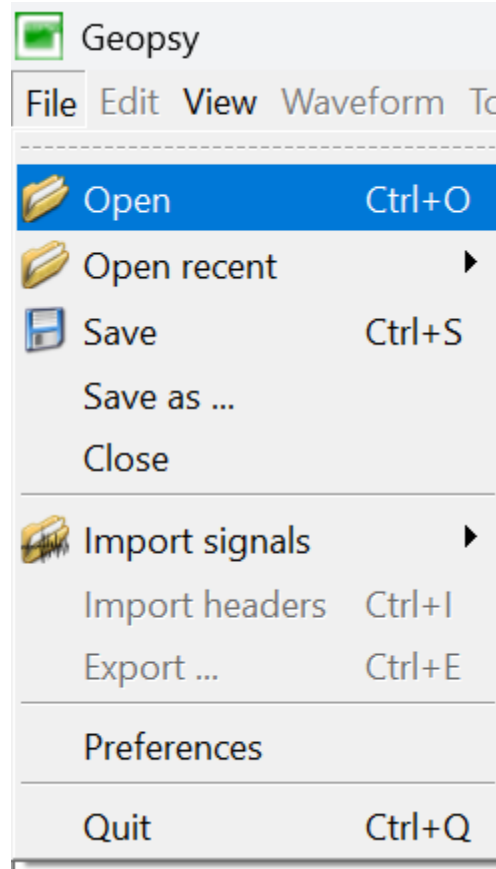 Geopsy
File Edit View Waveform
Open Ctrl+O
Open recent
Save Ctrl+S
Save as ...
Close
Import signals
Import headers Ctrl+I
Export ... Ctrl+E
Preferences
Quit Ctrl+Q